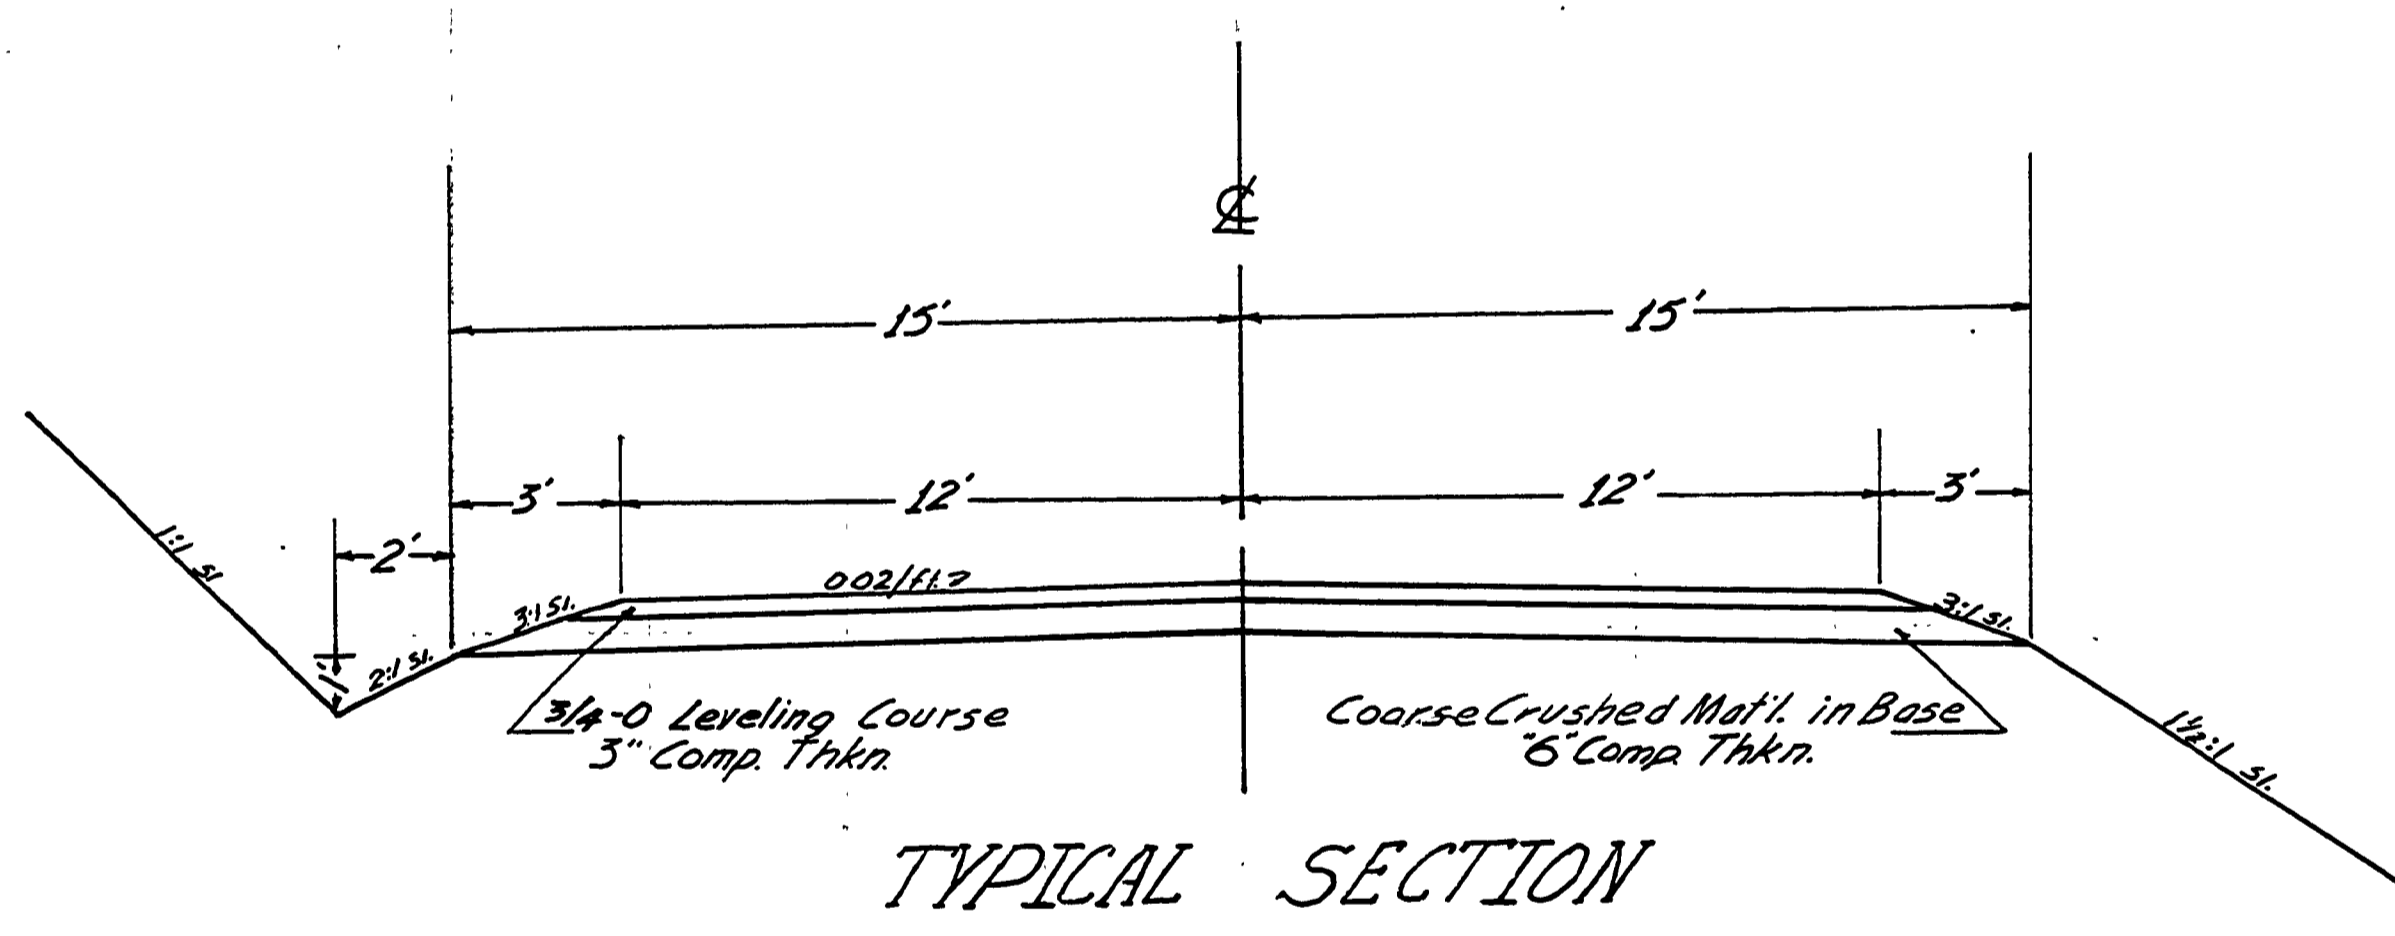 ℄
15' 15'
3' 12' 12' 3'
2'
1:1 Sl.
002/ft.
3:1 Sl. 3:1 Sl.
2:1 Sl.
1'
3/4-0 Leveling Course
3" Comp. Thkn.
Coarse Crushed Mat'l. in Base
"6" Comp. Thkn.
1½:1 Sl.
TYPICAL SECTION